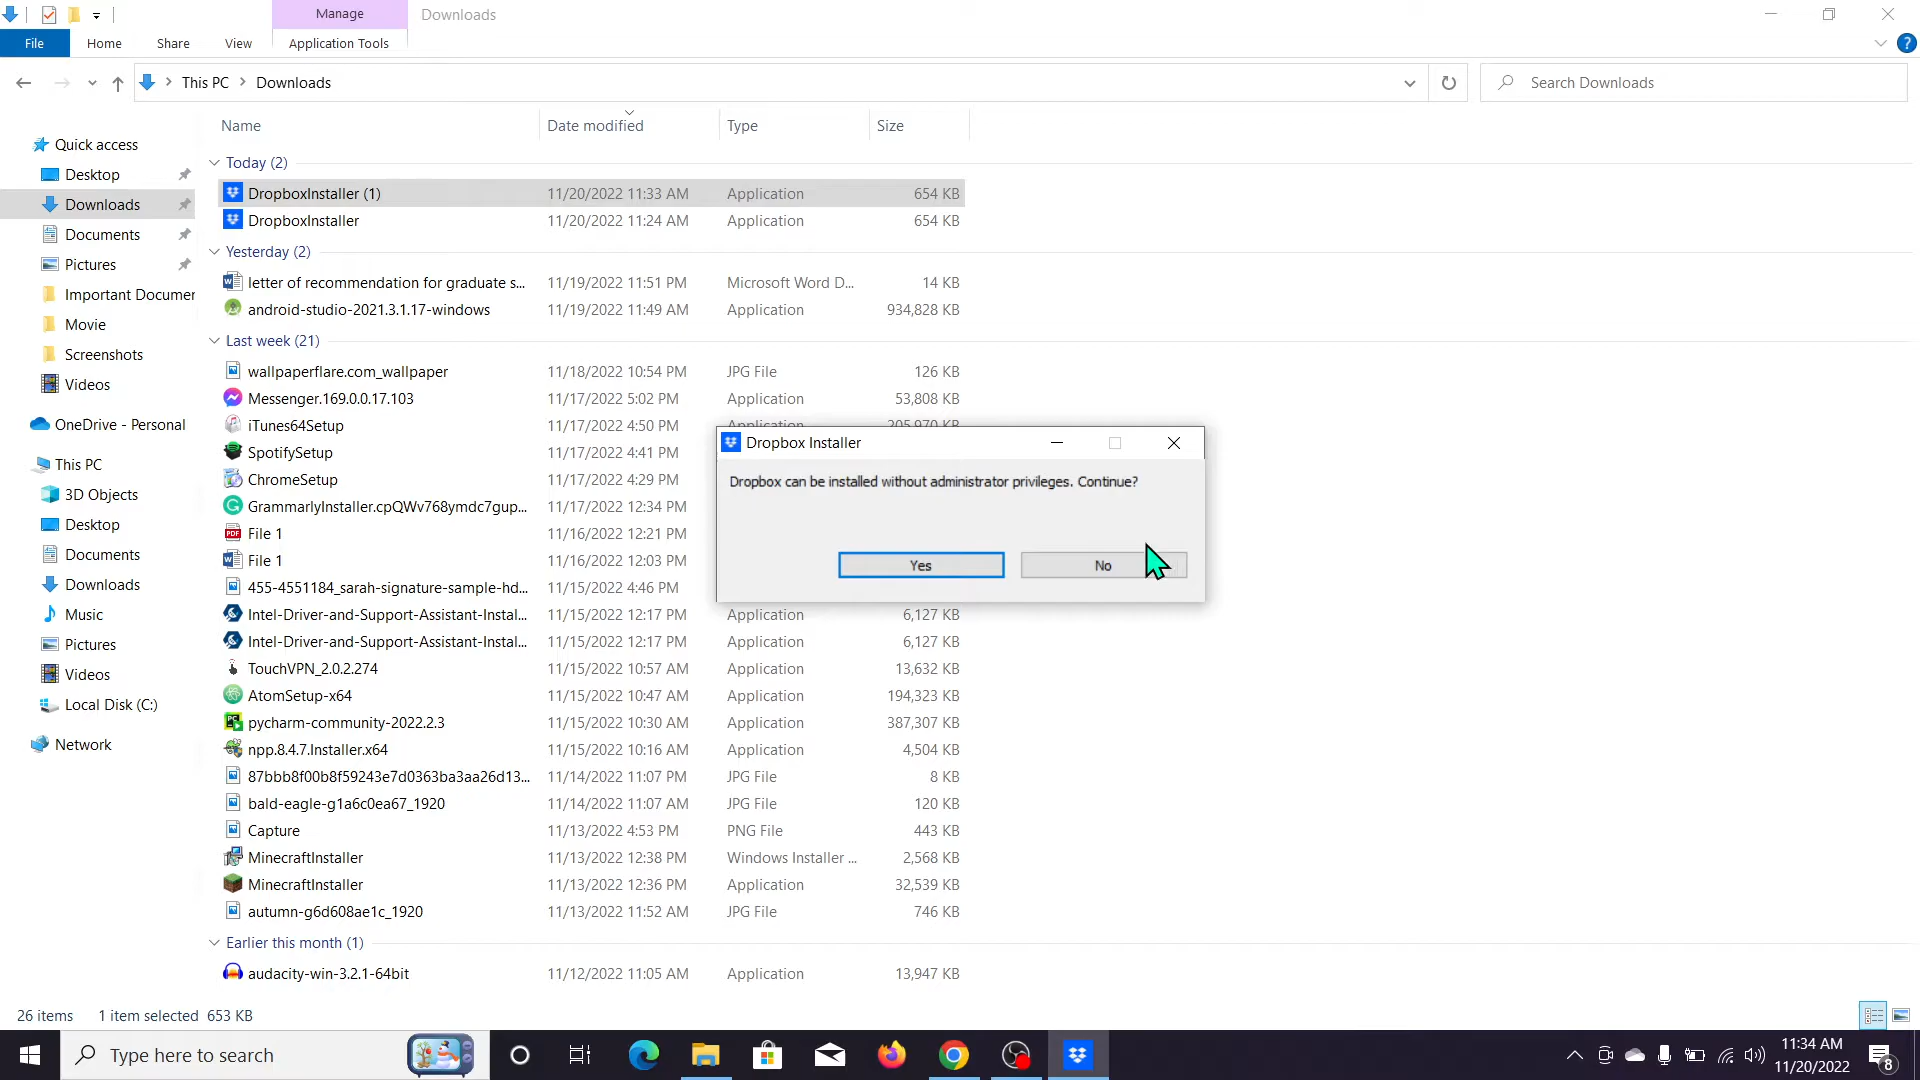 Manage
Downloads
File
Home
Share
View
Application Tools
?
This PC
Downloads
Search Downloads
Name
Date modified
Type
Size
Quick access
Desktop
Downloads
Documents
Pictures
Important Documer
Movie
Screenshots
Videos
OneDrive - Personal
This PC
3D Objects
Desktop
Documents
Downloads
Music
Pictures
Videos
Local Disk (C:)
Network
Today (2)
DropboxInstaller (1) 11/20/2022 11:33 AM Application 654 KB
DropboxInstaller 11/20/2022 11:24 AM Application 654 KB
Yesterday (2)
letter of recommendation for graduate s... 11/19/2022 11:51 PM Microsoft Word D... 14 KB
android-studio-2021.3.1.17-windows 11/19/2022 11:49 AM Application 934,828 KB
Last week (21)
wallpaperflare.com_wallpaper 11/18/2022 10:54 PM JPG File 126 KB
Messenger.169.0.0.17.103 11/17/2022 5:02 PM Application 53,808 KB
iTunes64Setup 11/17/2022 4:50 PM Application 205,970 KB
SpotifySetup 11/17/2022 4:41 PM
ChromeSetup 11/17/2022 4:29 PM
GrammarlyInstaller.cpQWv768ymdc7gup... 11/17/2022 12:34 PM
PDF File 1 11/16/2022 12:21 PM
File 1 11/16/2022 12:03 PM
455-4551184_sarah-signature-sample-hd... 11/15/2022 4:46 PM
Intel-Driver-and-Support-Assistant-Instal... 11/15/2022 12:17 PM Application 6,127 KB
Intel-Driver-and-Support-Assistant-Instal... 11/15/2022 12:17 PM Application 6,127 KB
TouchVPN_2.0.2.274 11/15/2022 10:57 AM Application 13,632 KB
AtomSetup-x64 11/15/2022 10:47 AM Application 194,323 KB
pycharm-community-2022.2.3 11/15/2022 10:30 AM Application 387,307 KB
npp.8.4.7.Installer.x64 11/15/2022 10:16 AM Application 4,504 KB
87bbb8f00b8f59243e7d0363ba3aa26d13... 11/14/2022 11:07 PM JPG File 8 KB
bald-eagle-g1a6c0ea67_1920 11/14/2022 11:07 AM JPG File 120 KB
Capture 11/13/2022 4:53 PM PNG File 443 KB
MinecraftInstaller 11/13/2022 12:38 PM Windows Installer ... 2,568 KB
MinecraftInstaller 11/13/2022 12:36 PM Application 32,539 KB
autumn-g6d608ae1c_1920 11/13/2022 11:52 AM JPG File 746 KB
Earlier this month (1)
audacity-win-3.2.1-64bit 11/12/2022 11:05 AM Application 13,947 KB
Dropbox Installer
Dropbox can be installed without administrator privileges. Continue?
Yes
No
26 items
1 item selected 653 KB
Type here to search
11:34 AM
11/20/2022
8